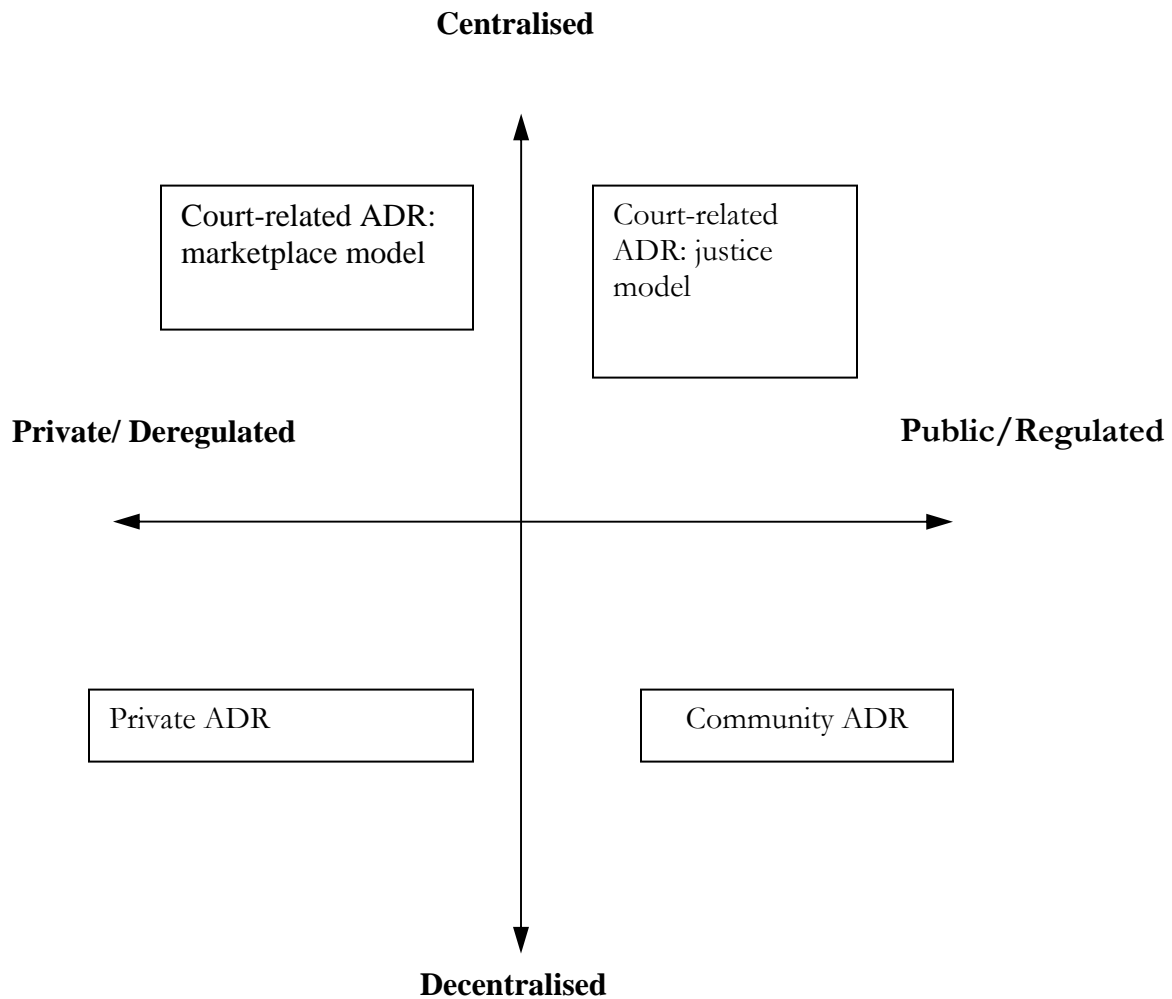 Centralised
Court-related ADR:
marketplace model
Court-related
ADR: justice
model
Private/ Deregulated
Public/Regulated
Private ADR
Community ADR
Decentralised